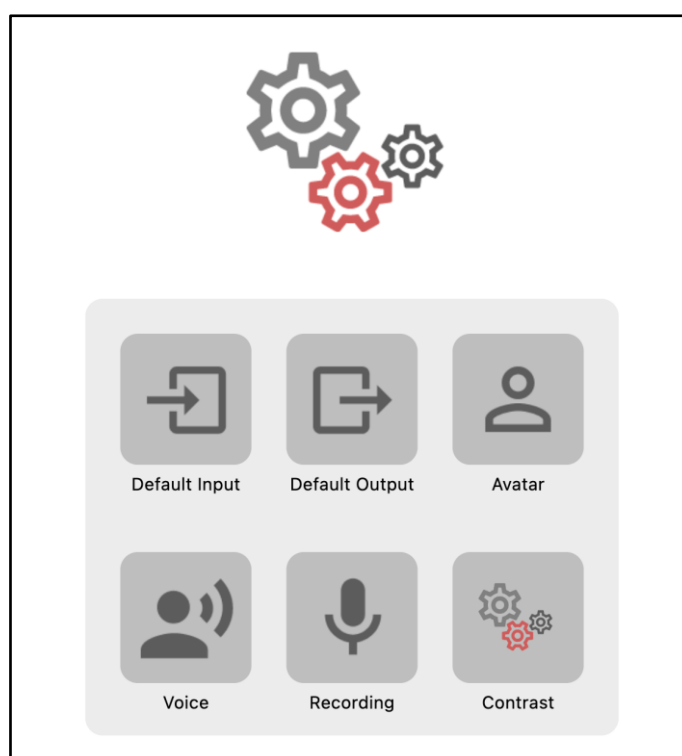 Default Input
Default Output
Avatar
Voice
Recording
Contrast